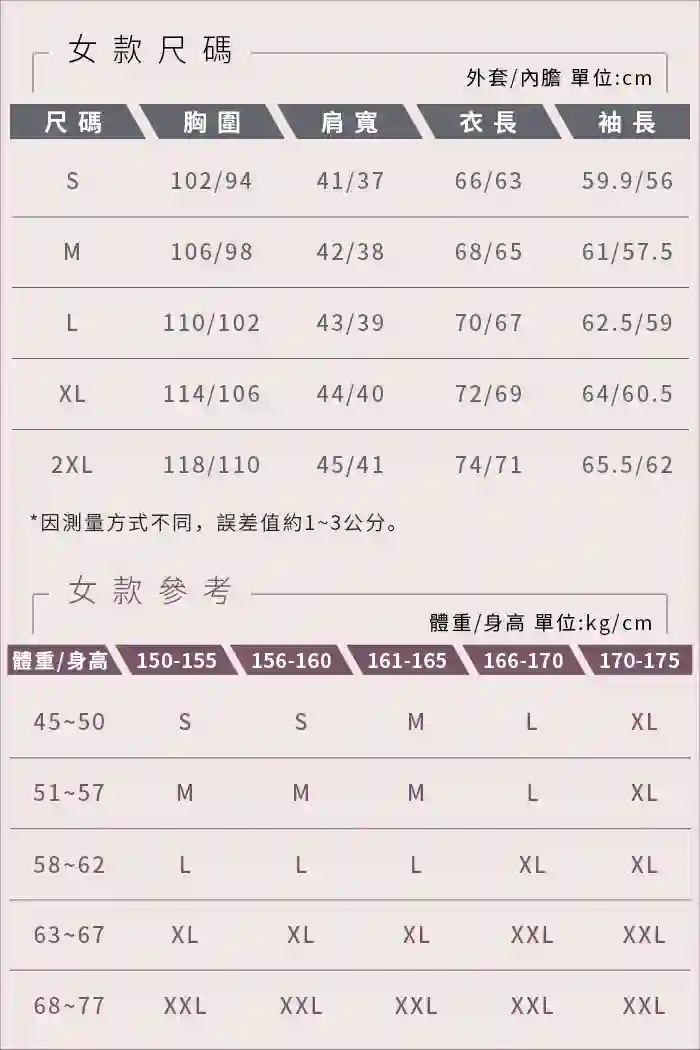 女款尺碼
外套/內膽 單位:cm
尺碼 胸圍 肩寬 衣長 袖長
S 102/94 41/37 66/63 59.9/56
M 106/98 42/38 68/65 61/57.5
L 110/102 43/39 70/67 62.5/59
XL 114/106 44/40 72/69 64/60.5
2XL 118/110 45/41 74/71 65.5/62
*因測量方式不同，誤差值約1~3公分。
女款參考
體重/身高 單位:kg/cm
體重/身高 150-155 156-160 161-165 166-170 170-175
45~50 S S M L XL
51~57 M M M L XL
58~62 L L L XL XL
63~67 XL XL XL XXL XXL
68~77 XXL XXL XXL XXL XXL